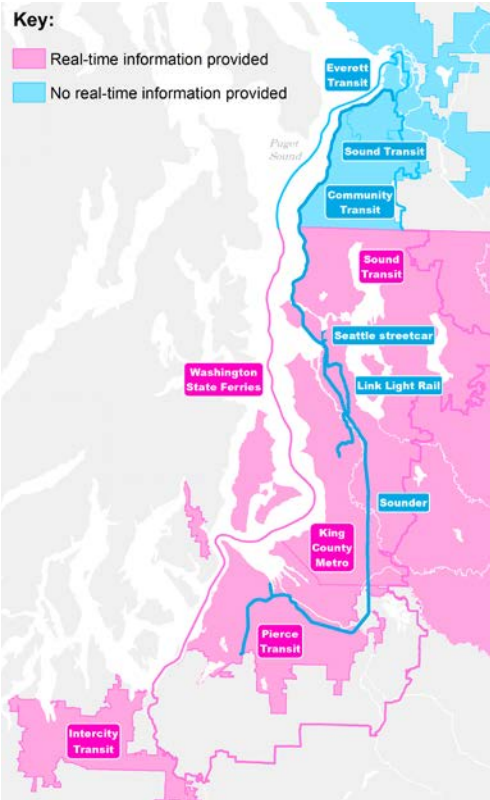 Key:
Real-time information provided
No real-time information provided
Everett
Transit
Puget
Sound
Sound Transit
Community
Transit
Sound
Transit
Seattle streetcar
Washington
State Ferries
Link Light Rail
Sounder
King
County
Metro
Pierce
Transit
Intercity
Transit